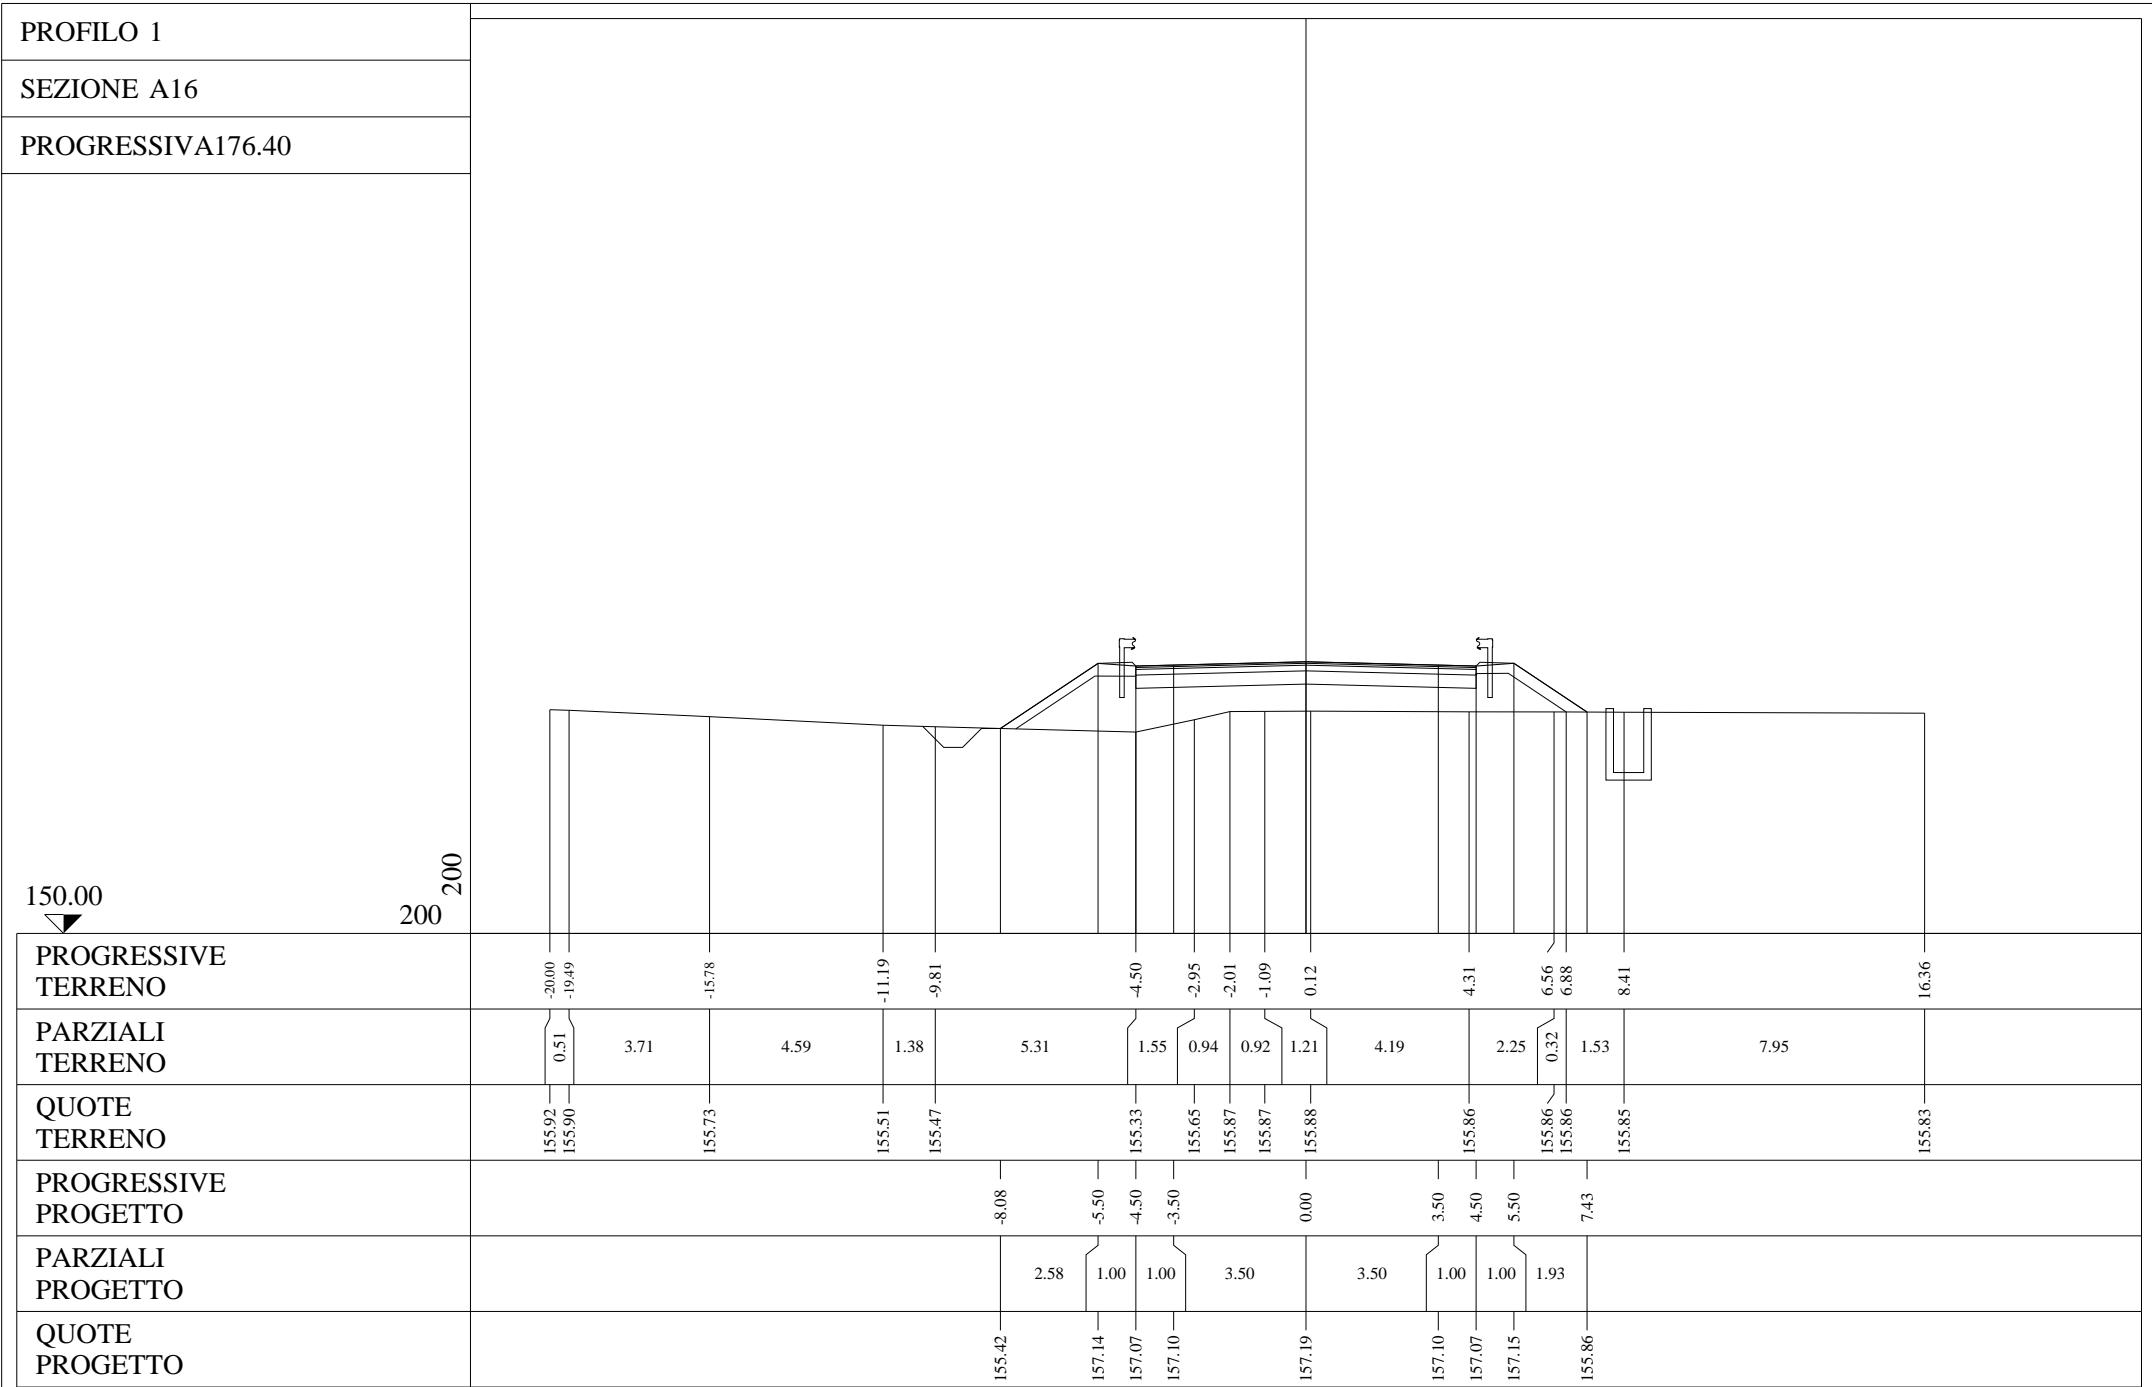 PROFILO 1
SEZIONE A16
PROGRESSIVA176.40
200
150.00
200
PROGRESSIVE
TERRENO
-20.00 -19.49 -15.78 -11.19 -9.81 -4.50 -2.95 -2.01 -1.09 0.12 4.31 6.56 6.88 8.41 16.36
PARZIALI
TERRENO
0.51 3.71 4.59 1.38 5.31 1.55 0.94 0.92 1.21 4.19 2.25 0.32 1.53 7.95
QUOTE
TERRENO
155.92 155.90 155.73 155.51 155.47 155.33 155.65 155.87 155.87 155.88 155.86 155.86 155.86 155.85 155.83
PROGRESSIVE
PROGETTO
-8.08 -5.50 -4.50 -3.50 0.00 3.50 4.50 5.50 7.43
PARZIALI
PROGETTO
2.58 1.00 1.00 3.50 3.50 1.00 1.00 1.93
QUOTE
PROGETTO
155.42 157.14 157.07 157.10 157.19 157.10 157.07 157.15 155.86